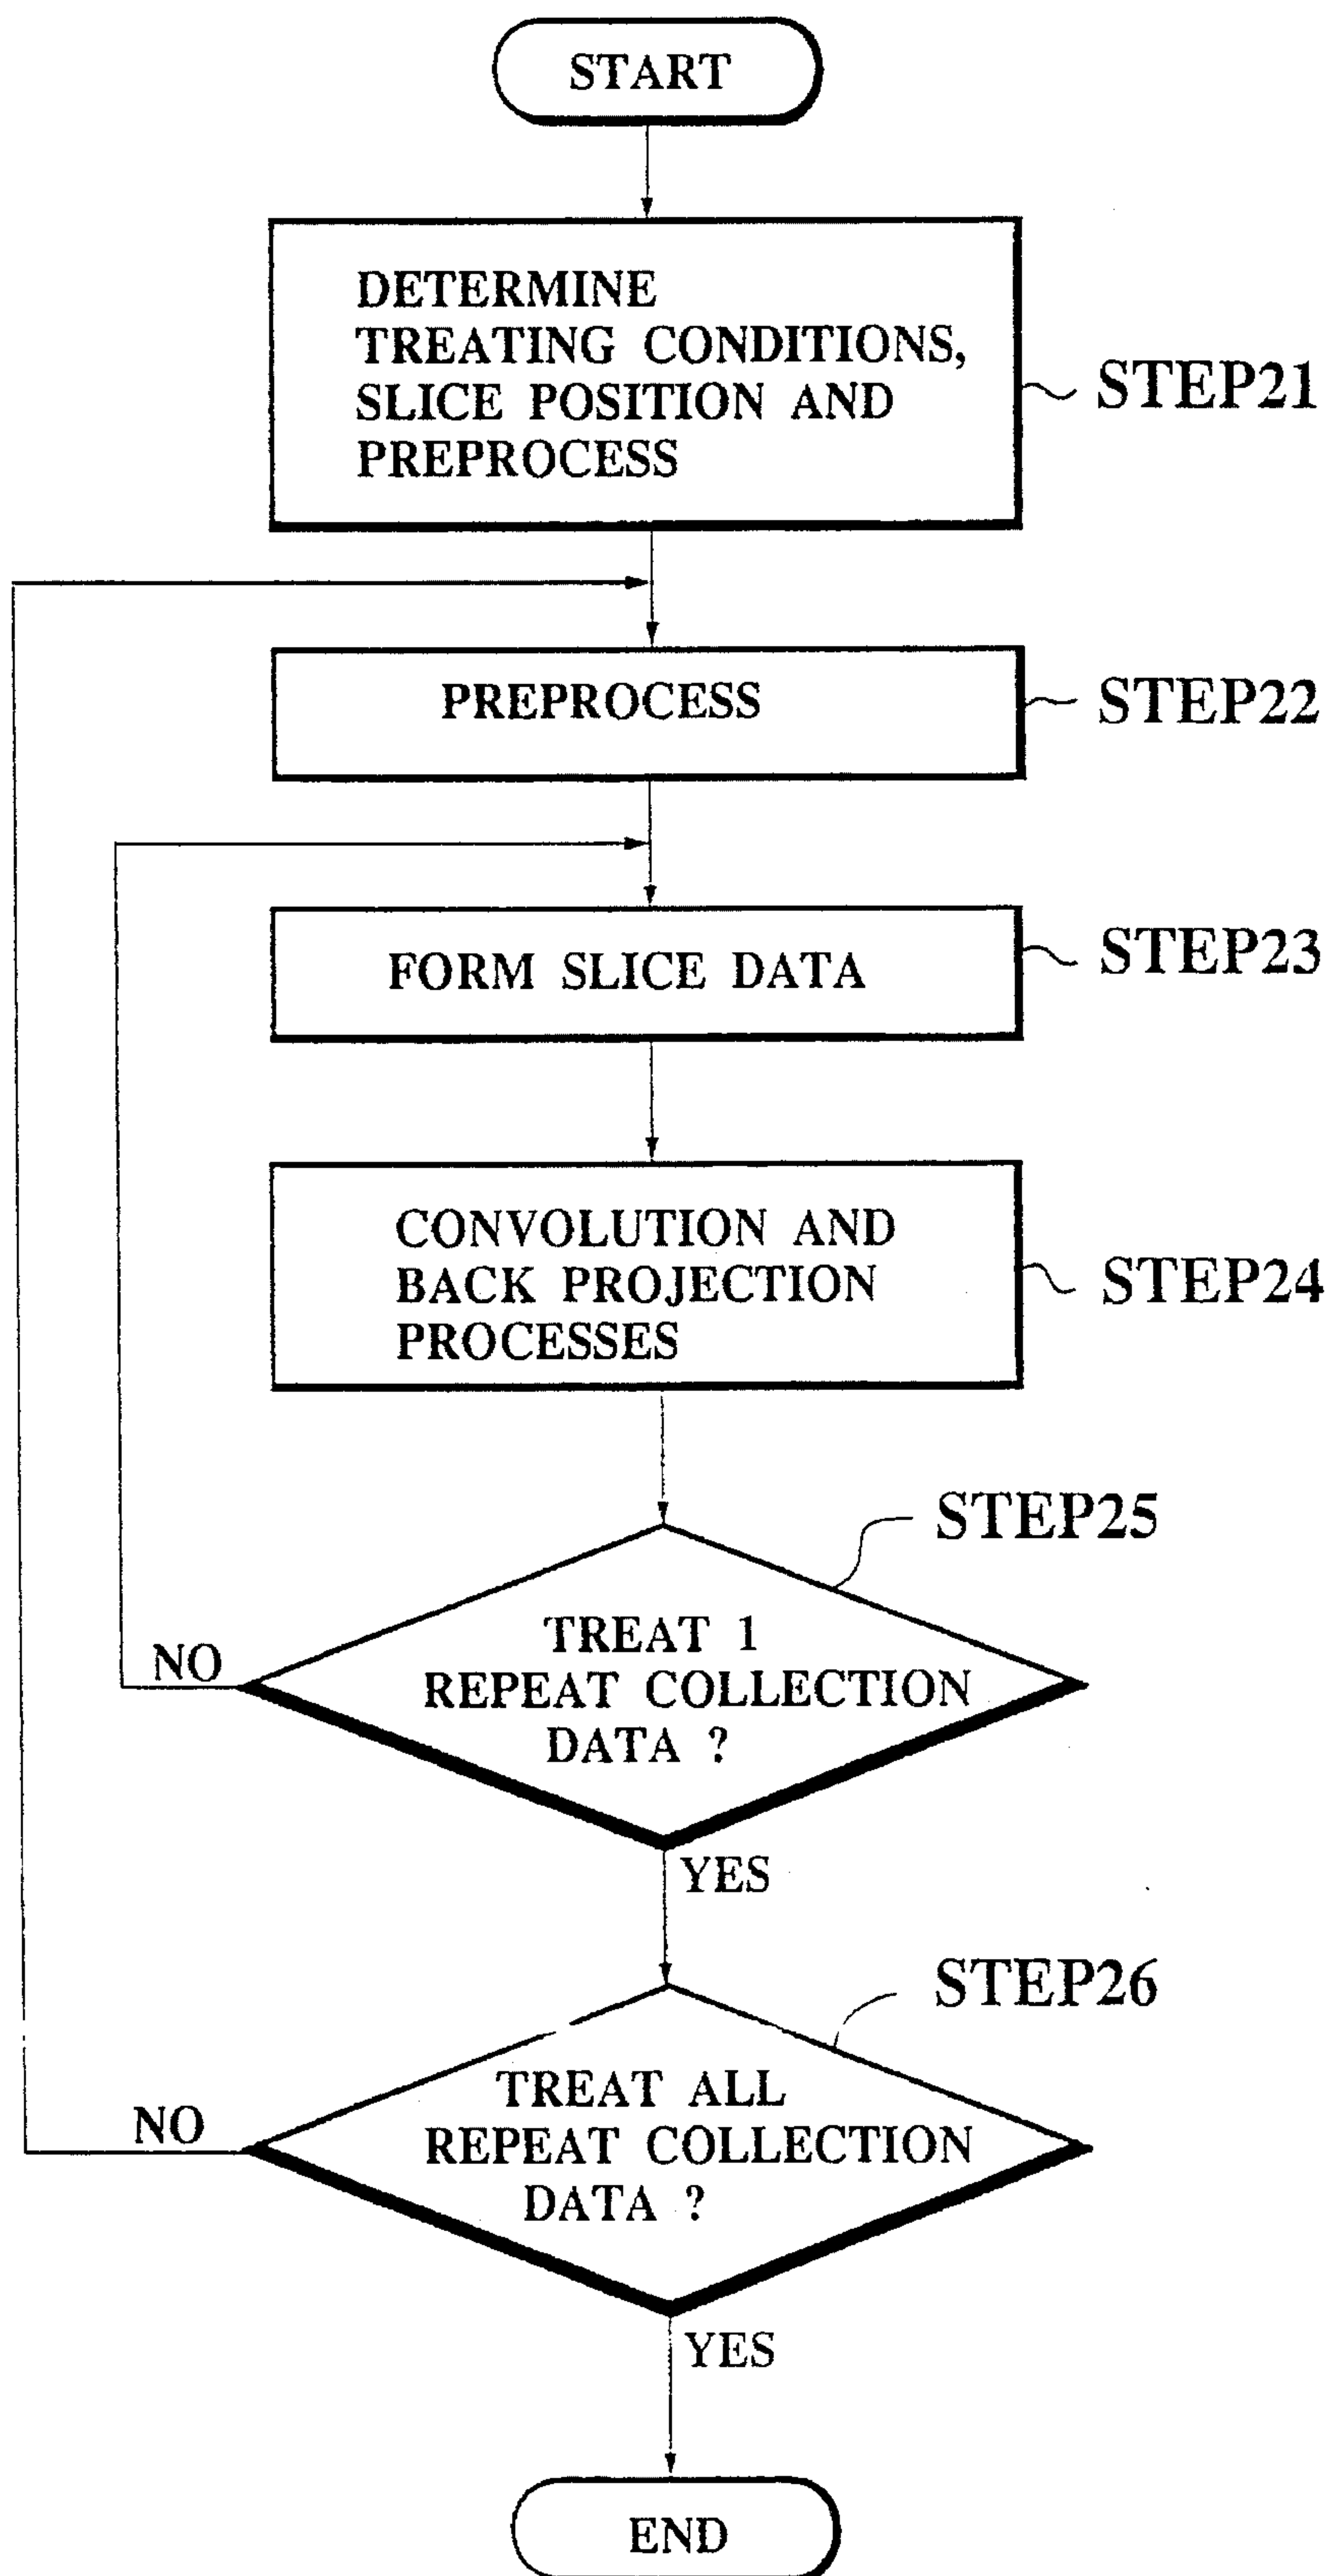 START
DETERMINE
TREATING CONDITIONS,
SLICE POSITION AND
PREPROCESS
STEP21
PREPROCESS
STEP22
FORM SLICE DATA
STEP23
CONVOLUTION AND
BACK PROJECTION
PROCESSES
STEP24
STEP25
TREAT 1
REPEAT COLLECTION
DATA ?
NO
YES
STEP26
TREAT ALL
REPEAT COLLECTION
DATA ?
NO
YES
END